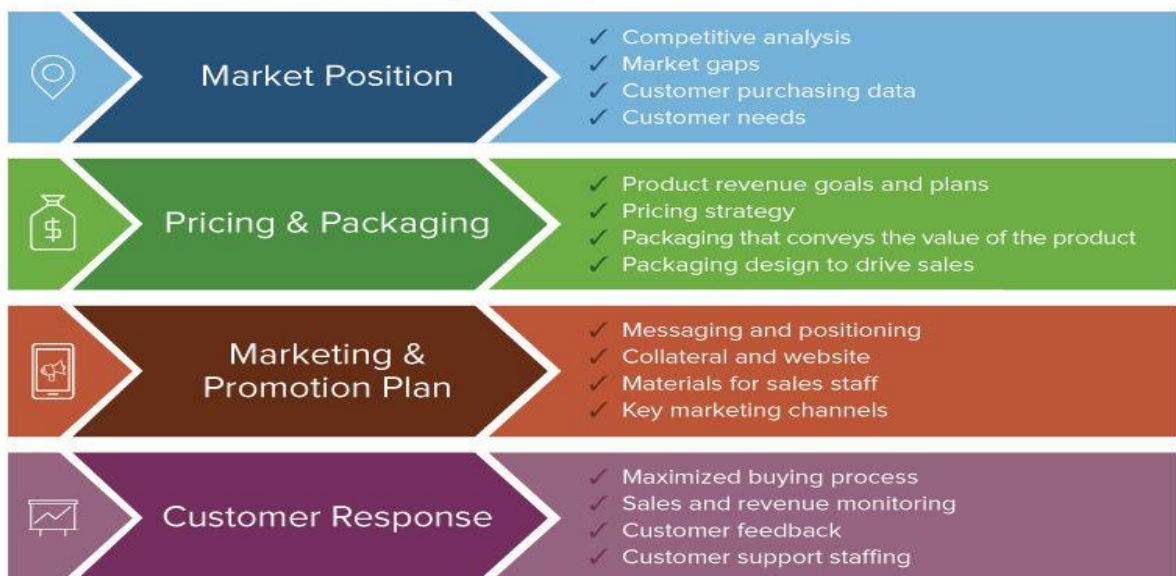 Market Position
✓ Competitive analysis
✓ Market gaps
✓ Customer purchasing data
✓ Customer needs
$
Pricing & Packaging
✓ Product revenue goals and plans
✓ Pricing strategy
✓ Packaging that conveys the value of the product
✓ Packaging design to drive sales
Marketing &
Promotion Plan
✓ Messaging and positioning
✓ Collateral and website
✓ Materials for sales staff
✓ Key marketing channels
Customer Response
✓ Maximized buying process
✓ Sales and revenue monitoring
✓ Customer feedback
✓ Customer support staffing